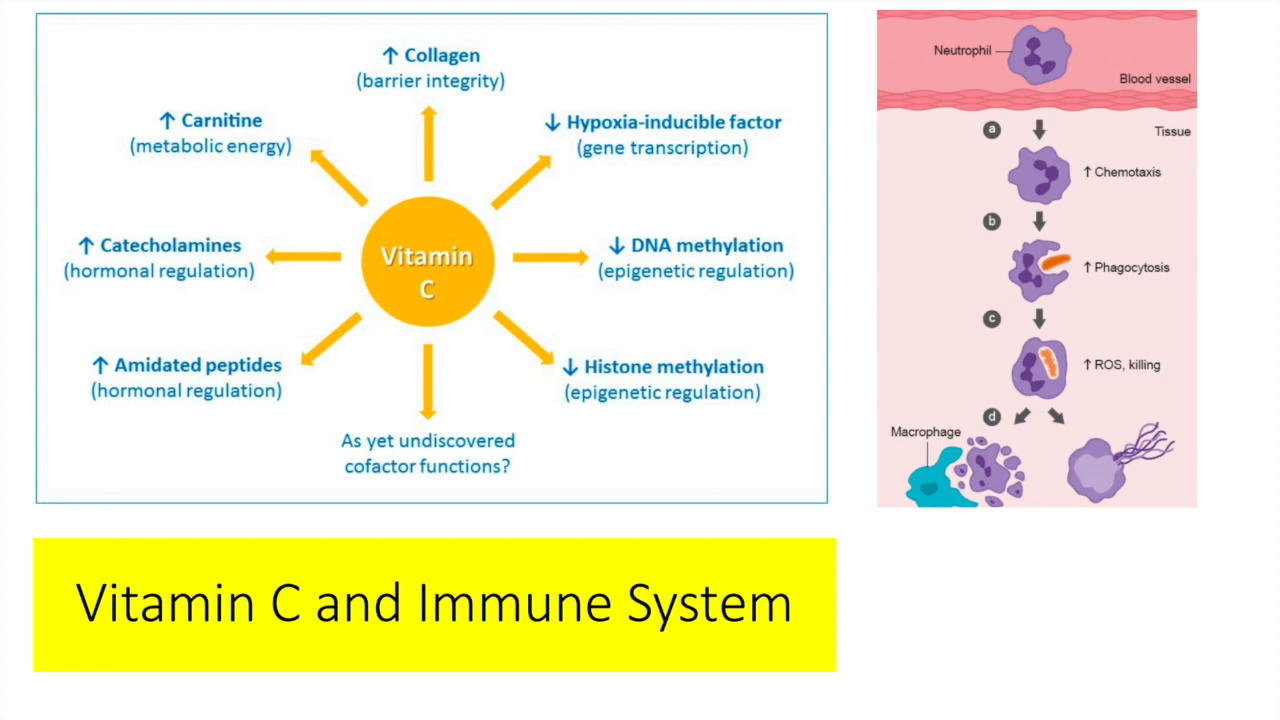 ↑ Collagen
(barrier integrity)
↑ Carnitine
(metabolic energy)
↓ Hypoxia-inducible factor
(gene transcription)
↑ Catecholamines
(hormonal regulation)
Vitamin
C
↓ DNA methylation
(epigenetic regulation)
↑ Amidated peptides
(hormonal regulation)
↓ Histone methylation
(epigenetic regulation)
As yet undiscovered
cofactor functions?
Neutrophil
Blood vessel
a
Tissue
↑ Chemotaxis
b
↑ Phagocytosis
c
↑ ROS, killing
d
Macrophage
Vitamin C and Immune System